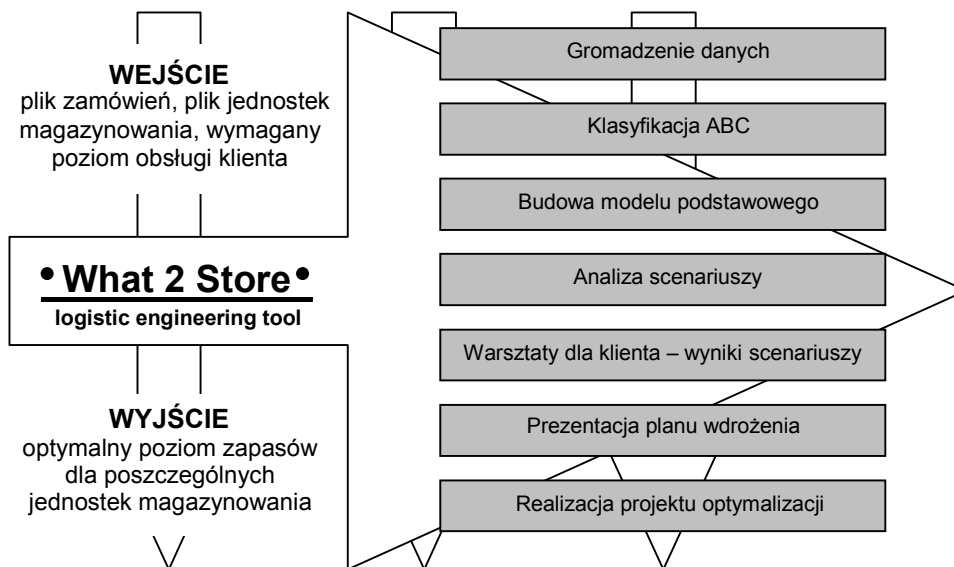 WEJŚCIE
plik zamówień, plik jednostek
magazynowania, wymagany
poziom obsługi klienta
• What 2 Store •
logistic engineering tool
WYJŚCIE
optymalny poziom zapasów
dla poszczególnych
jednostek magazynowania
Gromadzenie danych
Klasyfikacja ABC
Budowa modelu podstawowego
Analiza scenariuszy
Warsztaty dla klienta – wyniki scenariuszy
Prezentacja planu wdrożenia
Realizacja projektu optymalizacji